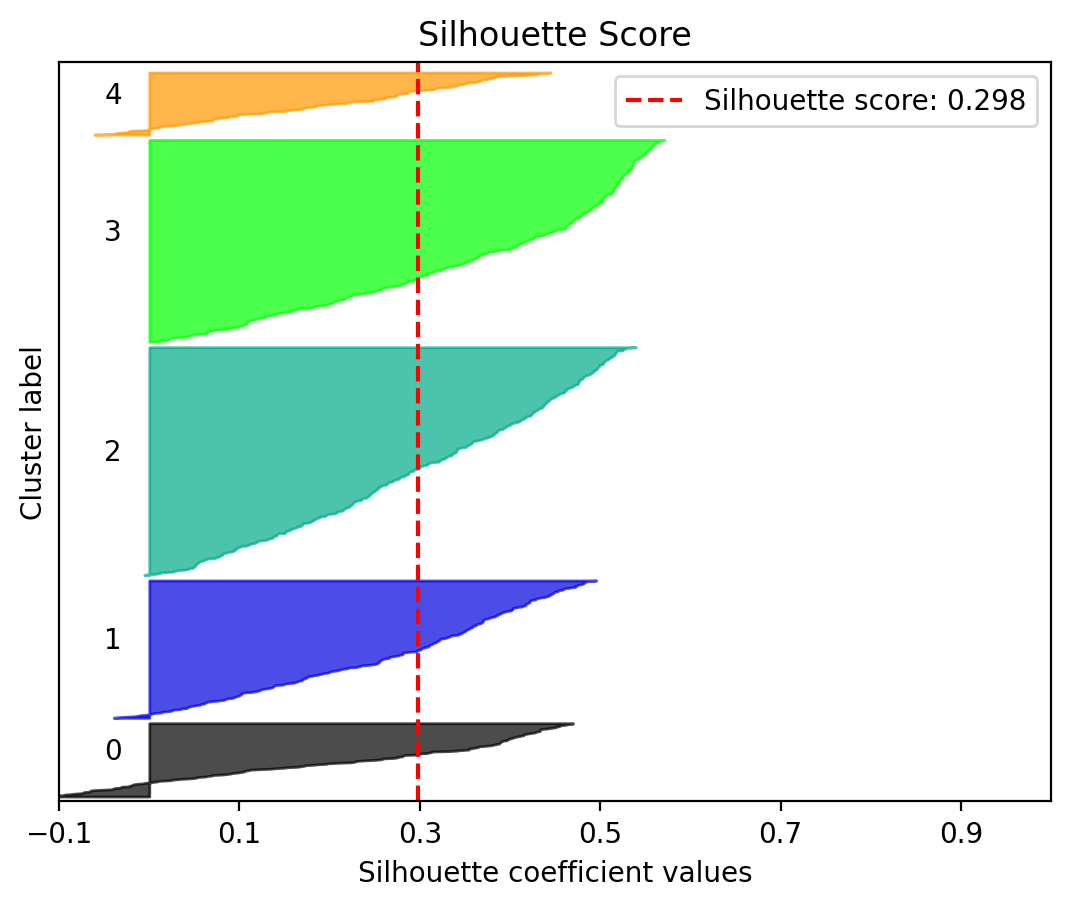 Silhouette Score
Silhouette score: 0.298
Cluster label
4
3
2
1
0
−0.1 0.1 0.3 0.5 0.7 0.9
Silhouette coefficient values